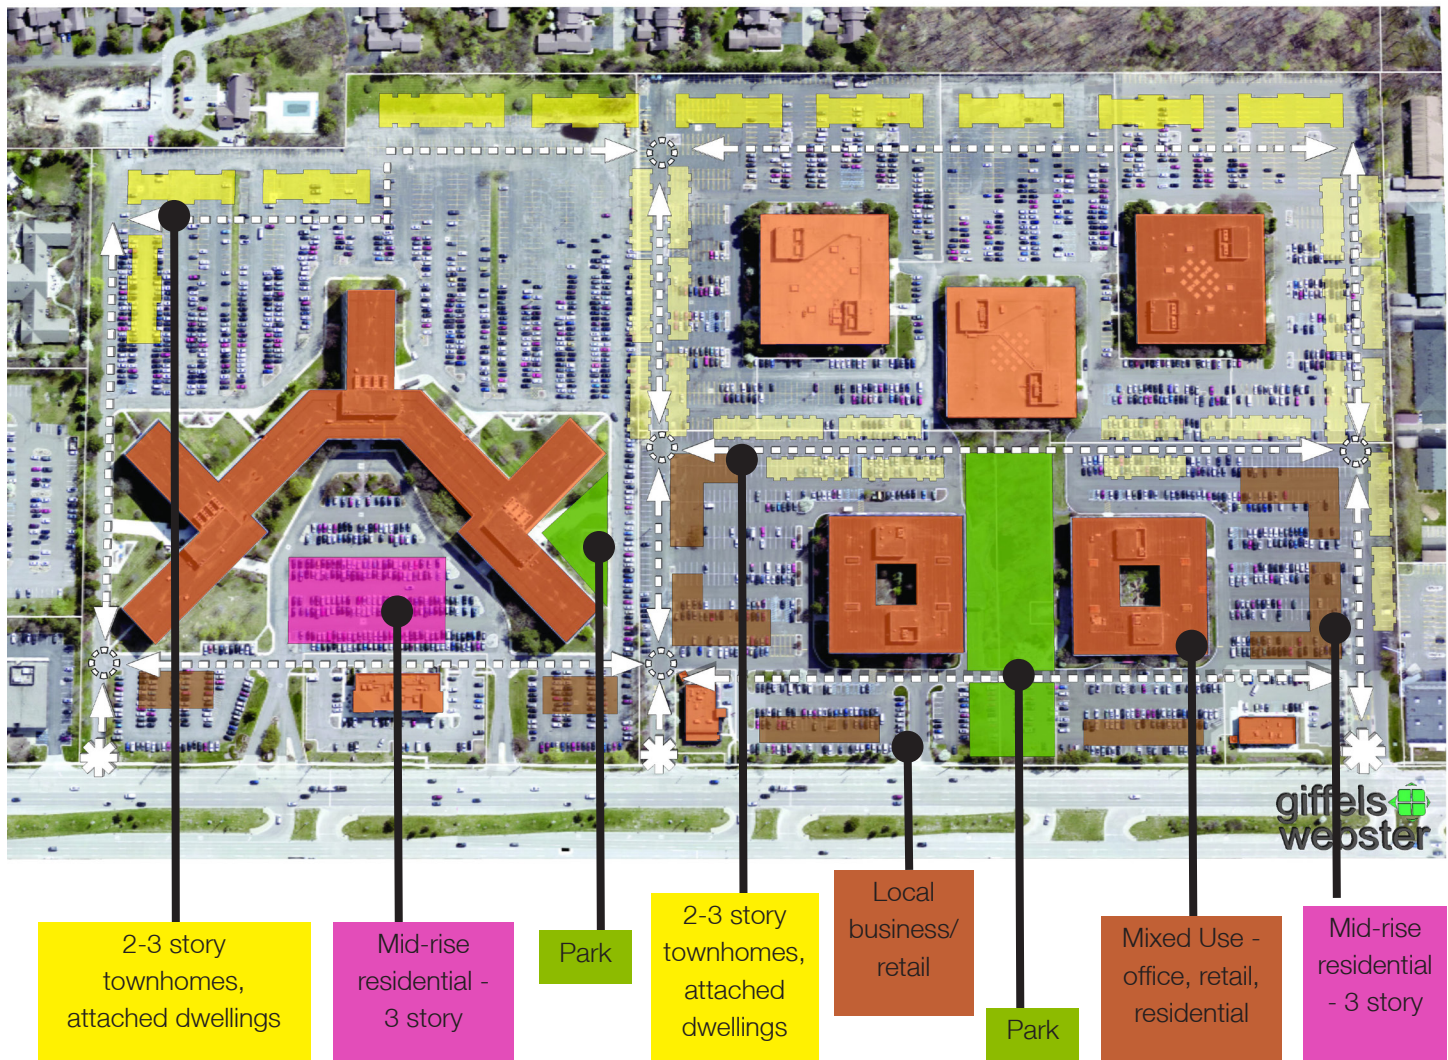 giffels
webster
2-3 story
townhomes,
attached dwellings
Mid-rise
residential -
3 story
Park
2-3 story
townhomes,
attached
dwellings
Local
business/
retail
Park
Mixed Use -
office, retail,
residential
Mid-rise
residential
- 3 story